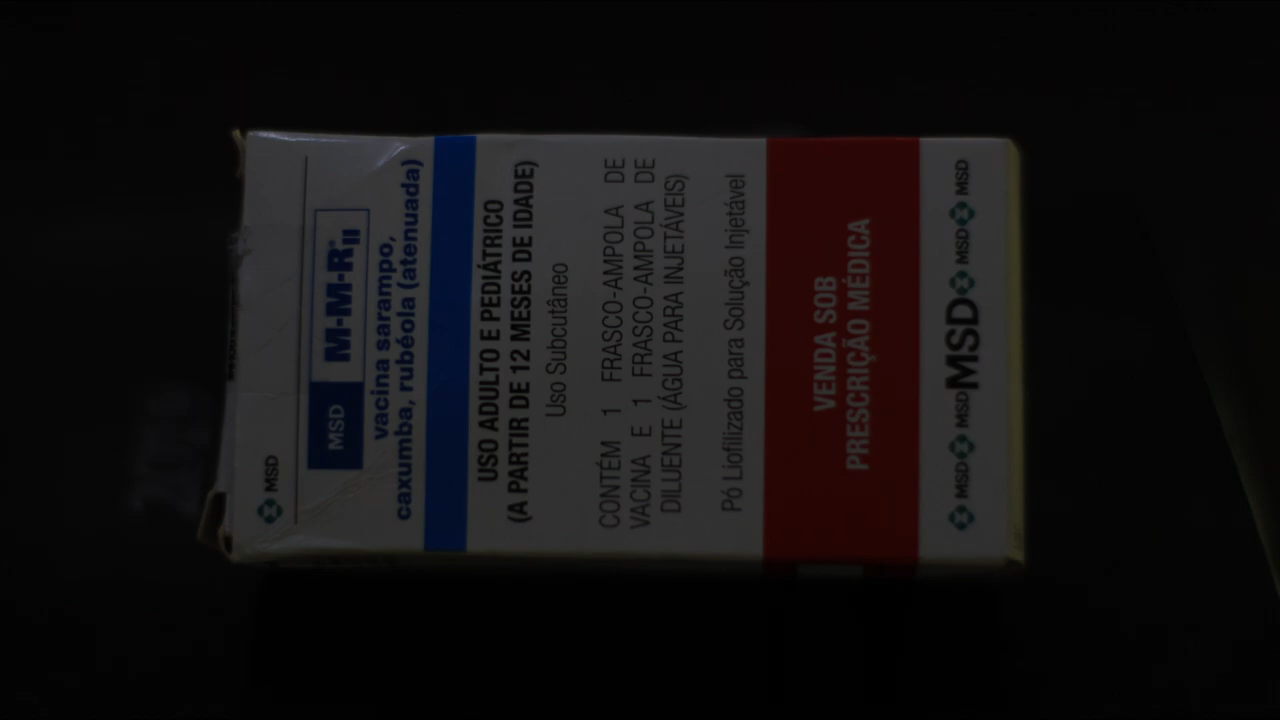 MSD
MSD M-M-R® II
vacina sarampo,
caxumba, rubéola (atenuada)
USO ADULTO E PEDIÁTRICO
(A PARTIR DE 12 MESES DE IDADE)
Uso Subcutâneo
CONTÉM 1 FRASCO-AMPOLA DE
VACINA E 1 FRASCO-AMPOLA DE
DILUENTE (ÁGUA PARA INJETÁVEIS)
Pó Liofilizado para Solução Injetável
VENDA SOB
PRESCRIÇÃO MÉDICA
MSD MSD MSD MSD MSD